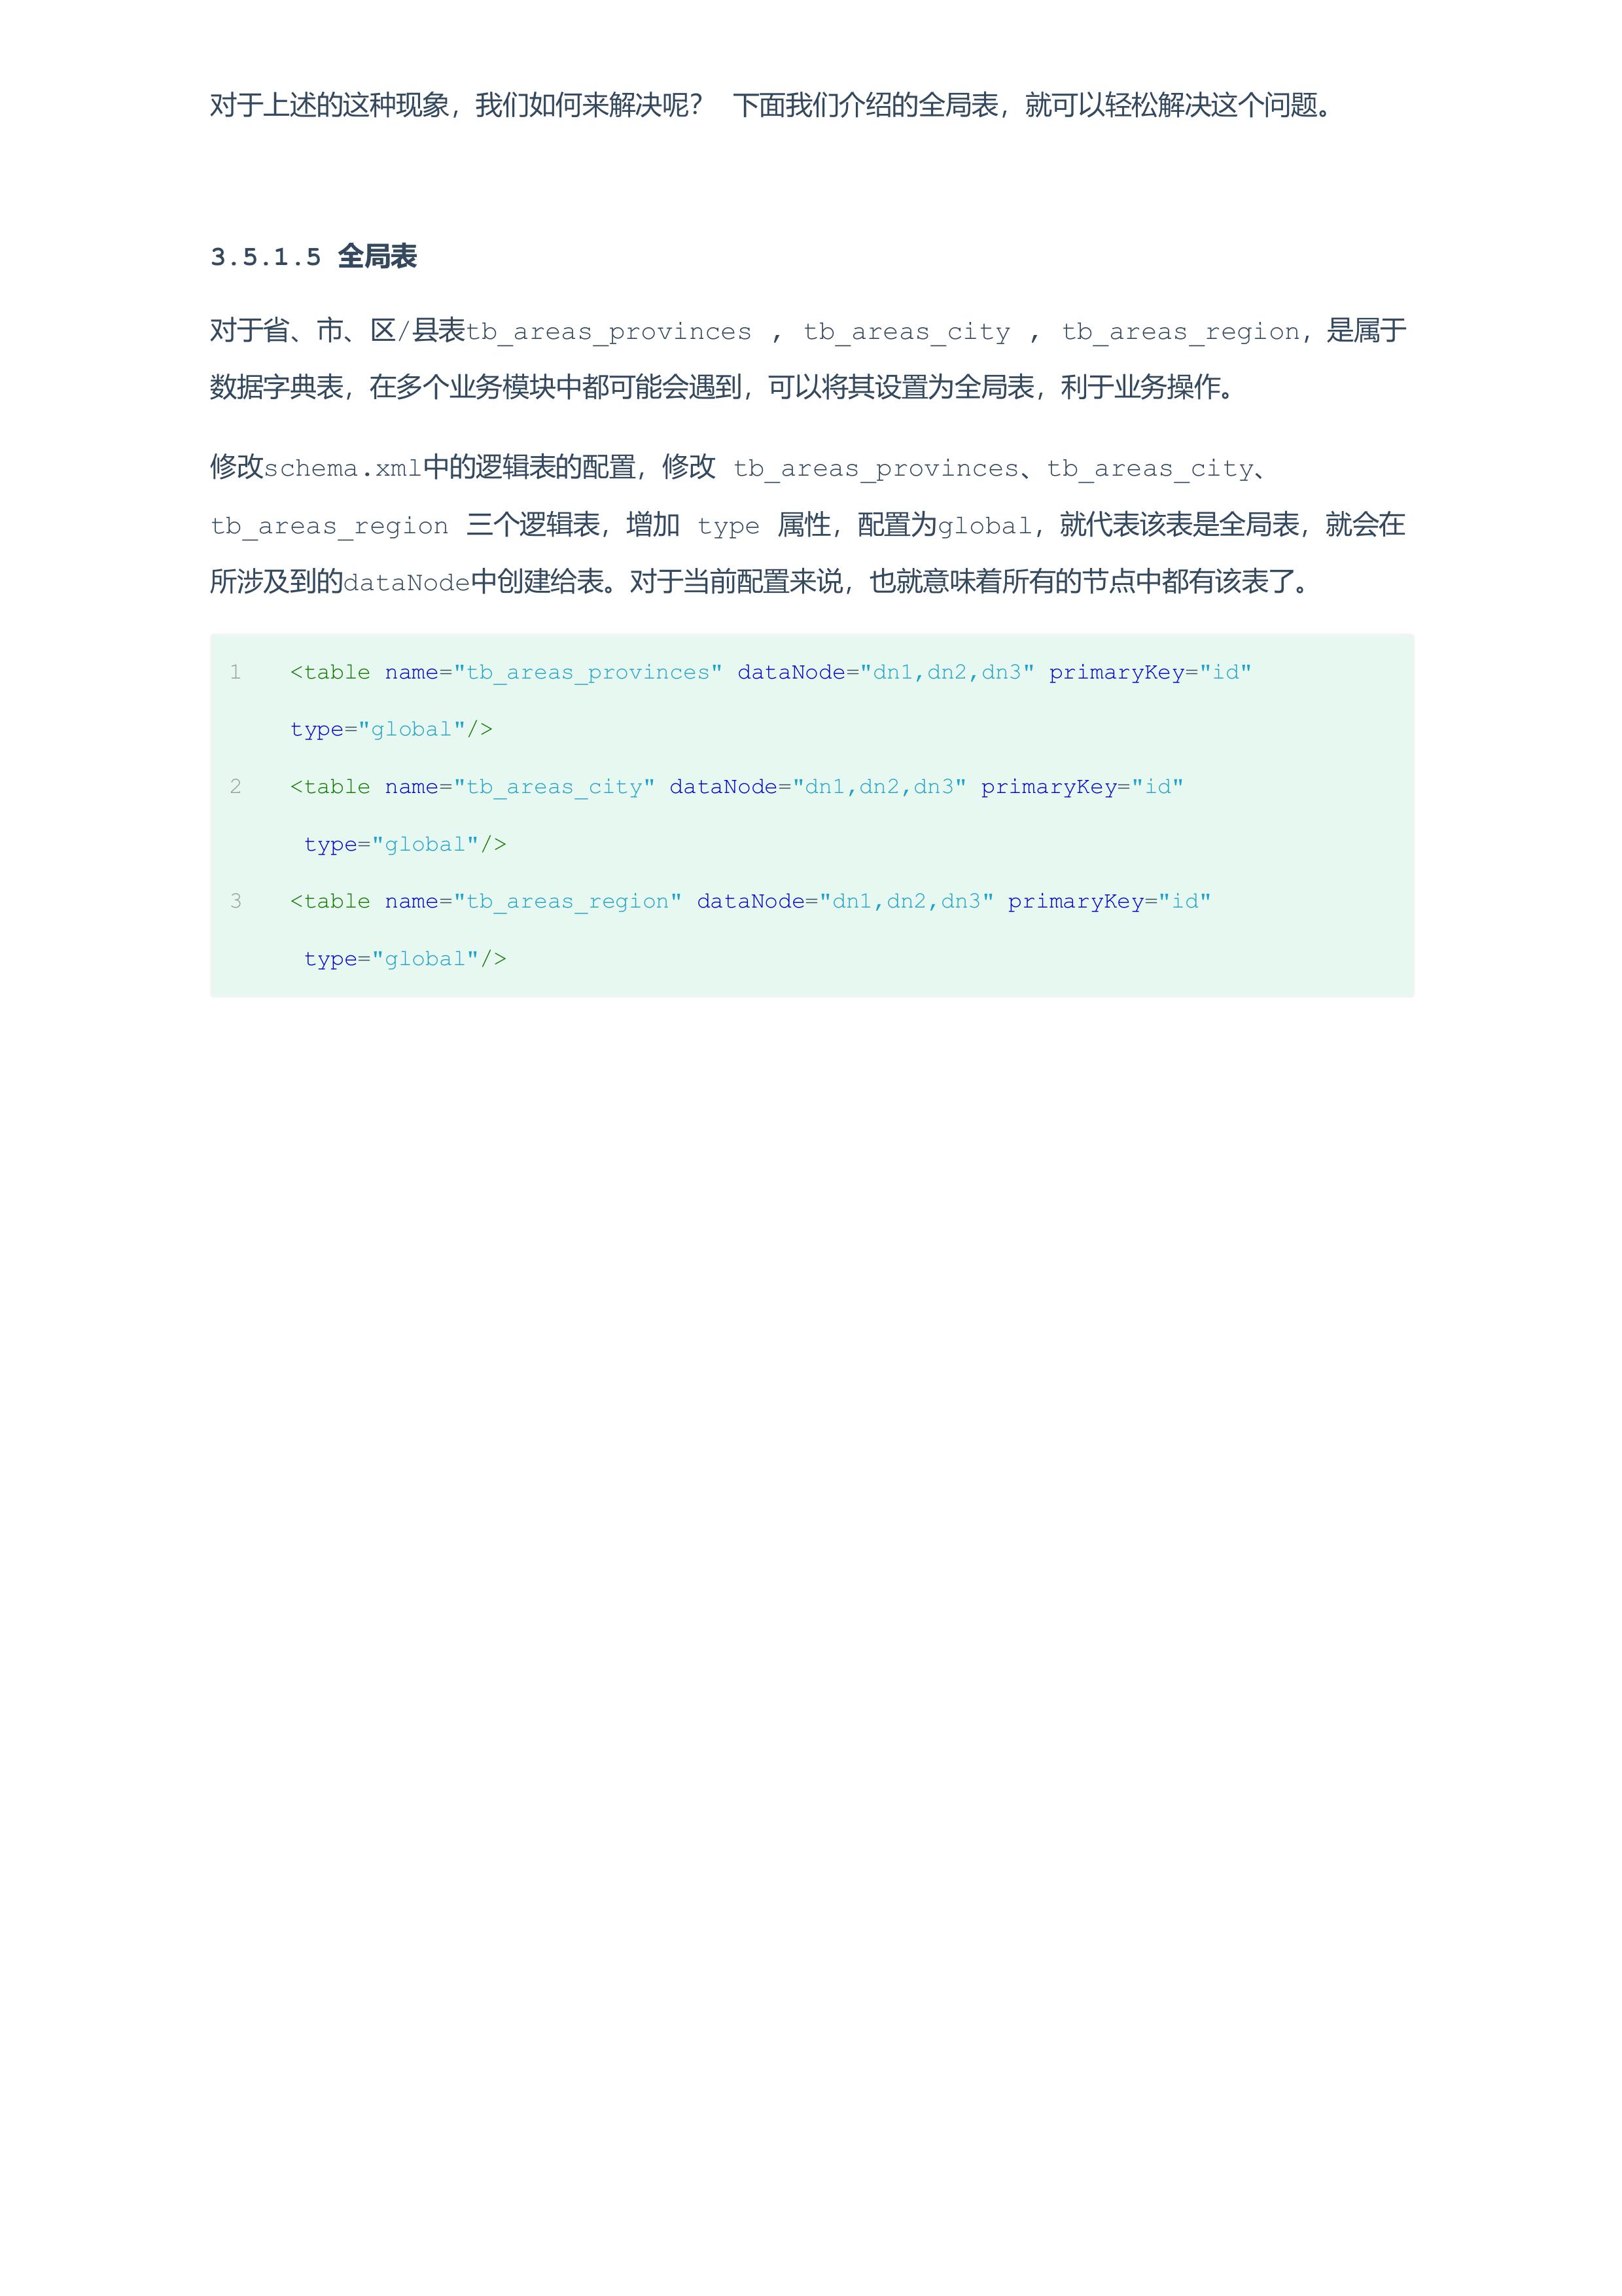 对于上述的这种现象，我们如何来解决呢？ 下面我们介绍的全局表，就可以轻松解决这个问题。
3.5.1.5 全局表
对于省、市、区/县表tb_areas_provinces , tb_areas_city , tb_areas_region，是属于
数据字典表，在多个业务模块中都可能会遇到，可以将其设置为全局表，利于业务操作。
修改schema.xml中的逻辑表的配置，修改 tb_areas_provinces、tb_areas_city、
tb_areas_region 三个逻辑表，增加 type 属性，配置为global，就代表该表是全局表，就会在
所涉及到的dataNode中创建给表。对于当前配置来说，也就意味着所有的节点中都有该表了。
1 <table name="tb_areas_provinces" dataNode="dn1,dn2,dn3" primaryKey="id"
type="global"/>
2 <table name="tb_areas_city" dataNode="dn1,dn2,dn3" primaryKey="id"
type="global"/>
3 <table name="tb_areas_region" dataNode="dn1,dn2,dn3" primaryKey="id"
type="global"/>